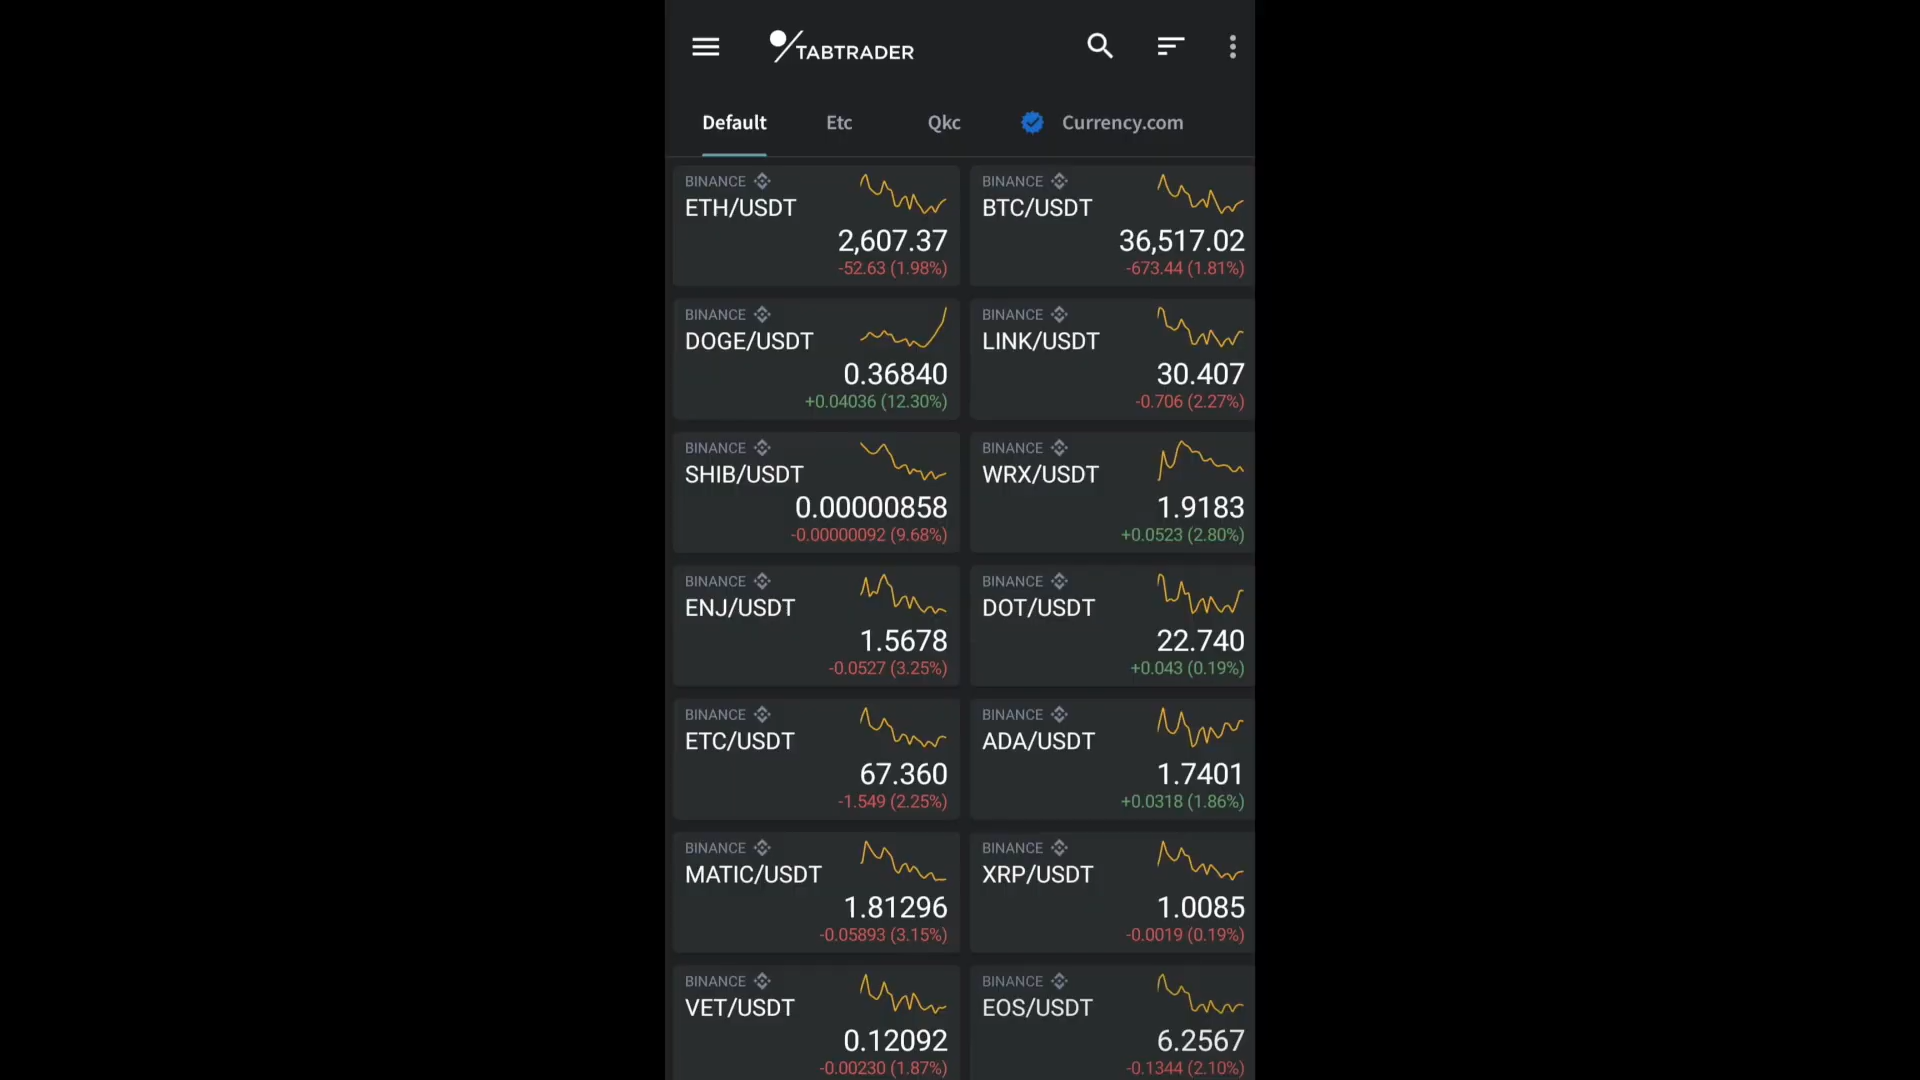 TABTRADER
Default Etc Qkc Currency.com
BINANCE
ETH/USDT
2,607.37
-52.63 (1.98%)
BINANCE
BTC/USDT
36,517.02
-673.44 (1.81%)
BINANCE
DOGE/USDT
0.36840
+0.04036 (12.30%)
BINANCE
LINK/USDT
30.407
-0.706 (2.27%)
BINANCE
SHIB/USDT
0.00000858
-0.00000092 (9.68%)
BINANCE
WRX/USDT
1.9183
+0.0523 (2.80%)
BINANCE
ENJ/USDT
1.5678
-0.0527 (3.25%)
BINANCE
DOT/USDT
22.740
+0.043 (0.19%)
BINANCE
ETC/USDT
67.360
-1.549 (2.25%)
BINANCE
ADA/USDT
1.7401
+0.0318 (1.86%)
BINANCE
MATIC/USDT
1.81296
-0.05893 (3.15%)
BINANCE
XRP/USDT
1.0085
-0.0019 (0.19%)
BINANCE
VET/USDT
0.12092
-0.00230 (1.87%)
BINANCE
EOS/USDT
6.2567
-0.1344 (2.10%)